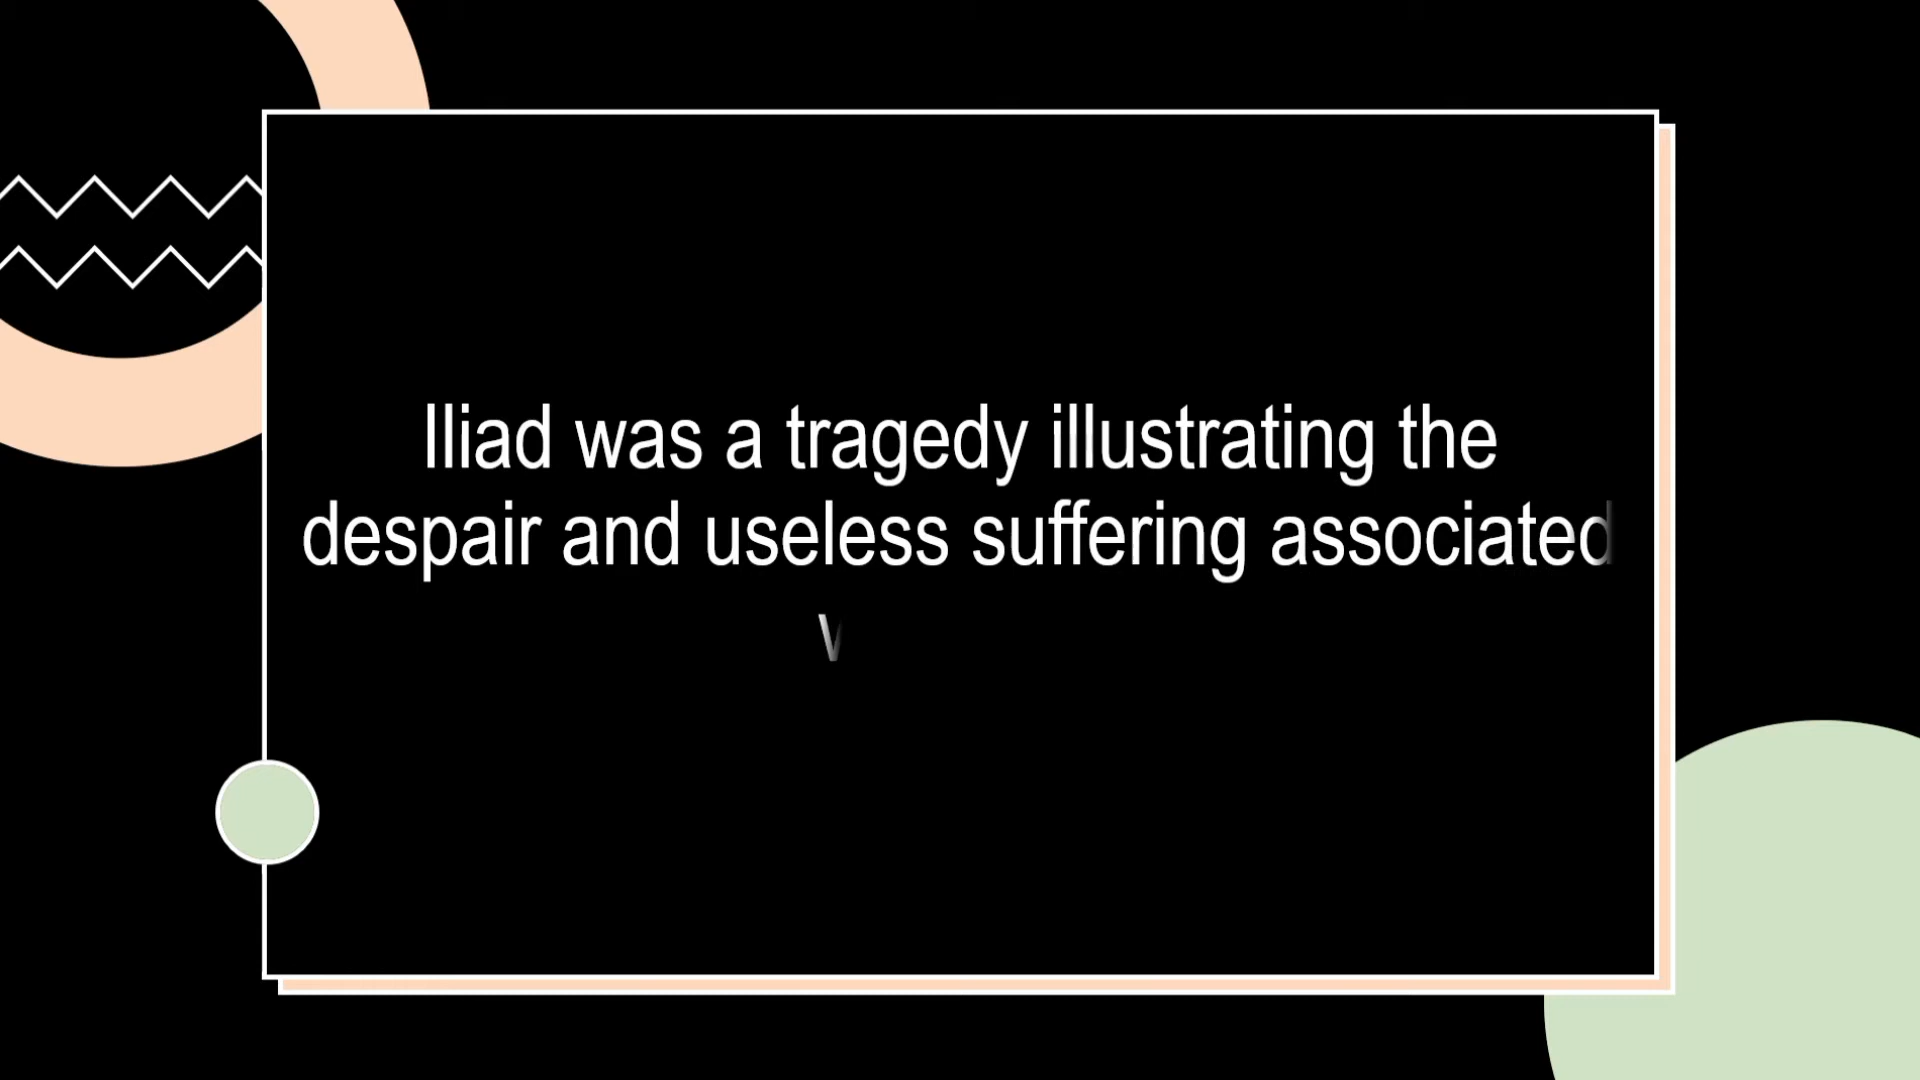 Iliad was a tragedy illustrating the
despair and useless suffering associated